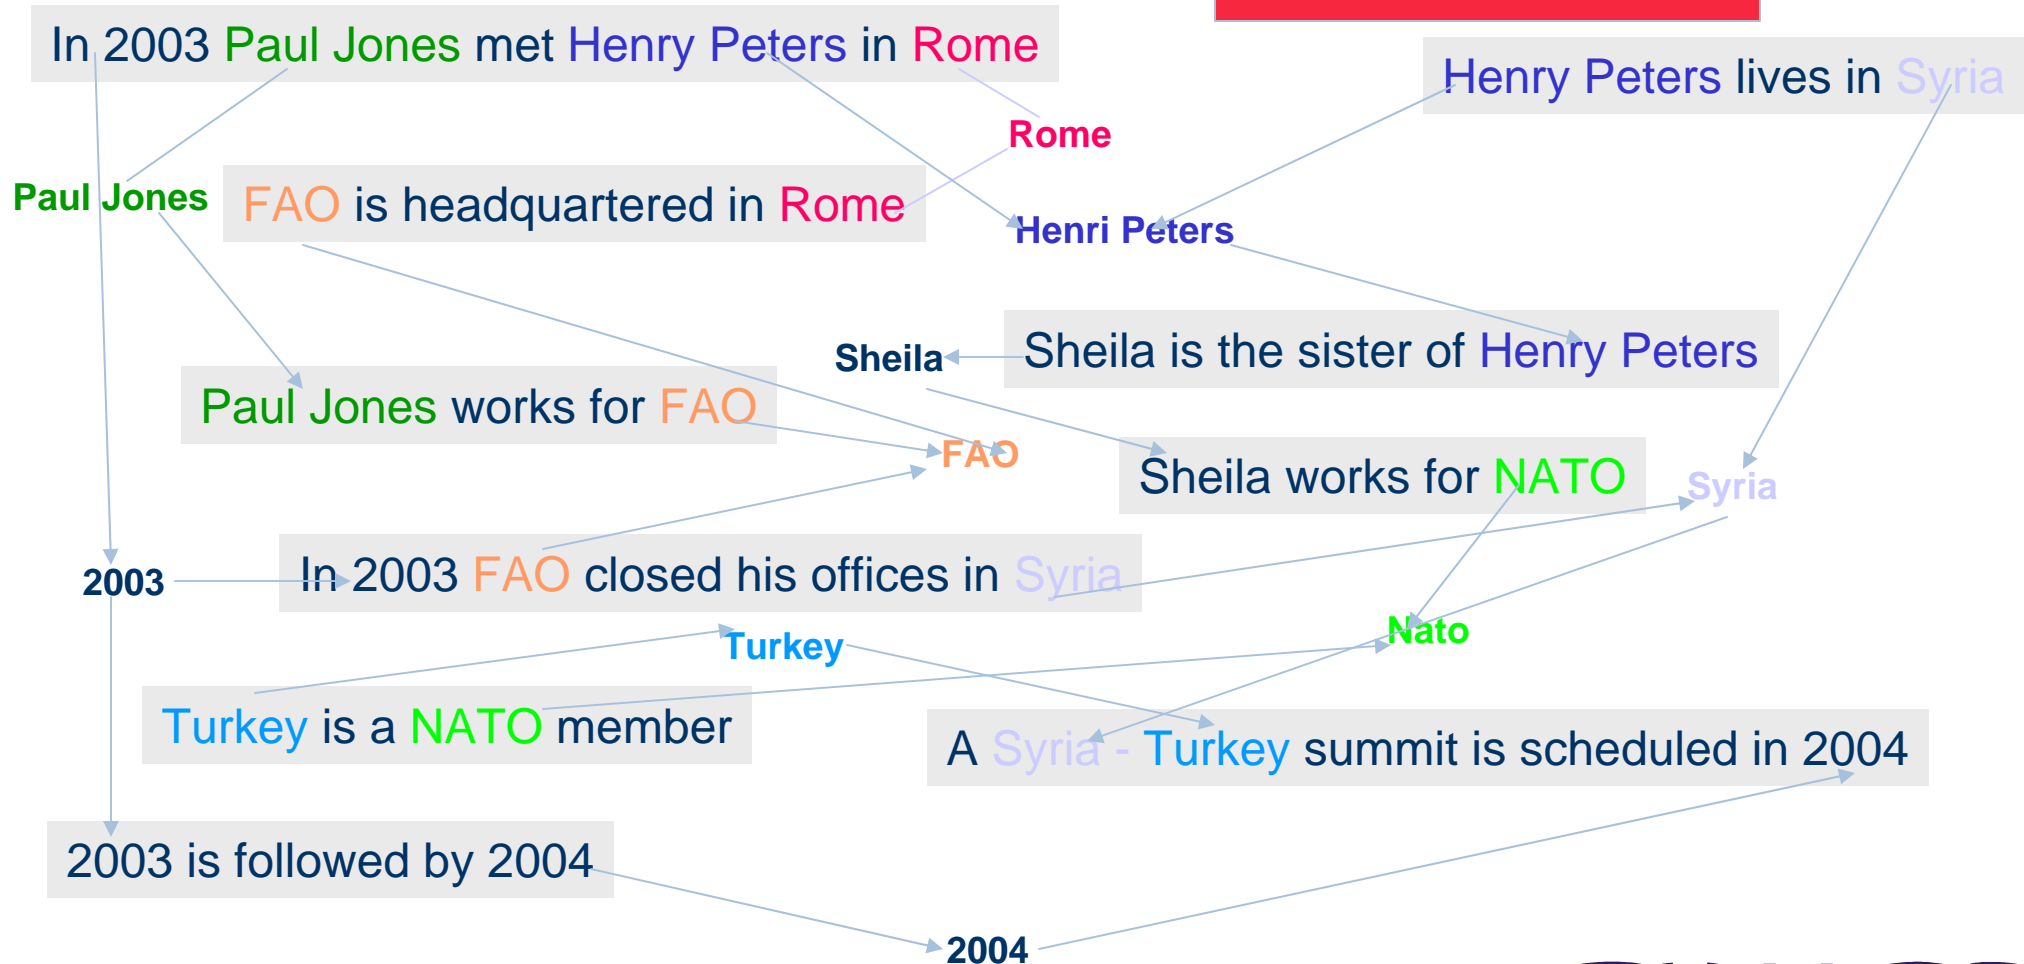 In 2003 Paul Jones met Henry Peters in Rome
Henry Peters lives in Syria
Rome
Paul Jones
FAO is headquartered in Rome
Henri Peters
Sheila
Sheila is the sister of Henry Peters
Paul Jones works for FAO
FAO
Sheila works for NATO
Syria
2003
In 2003 FAO closed his offices in Syria
Turkey
Nato
Turkey is a NATO member
A Syria - Turkey summit is scheduled in 2004
2003 is followed by 2004
2004